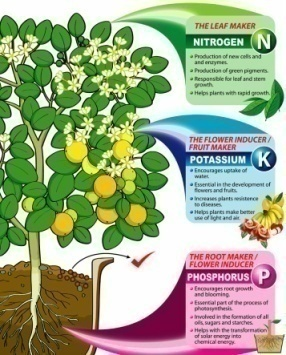 THE LEAF MAKER
NITROGEN N
Production of new cells and
and enzymes.
Production of green pigments.
Responsible for leaf and stem
growth.
Helps plants with rapid growth.
THE FLOWER INDUCER /
FRUIT MAKER
POTASSIUM K
Encourages uptake of
water.
Essential in the development of
flowers and fruits.
Increases plants resistence
to diseases.
Helps plants make better
use of light and air.
THE ROOT MAKER /
FLOWER INDUCER
PHOSPHORUS P
Encourages root growth
and blooming.
Essential part of the process of
photosynthesis.
Involved in the formation of all
oils, sugars and starches.
Helps with the transformation of
solar energy into
chemical energy.